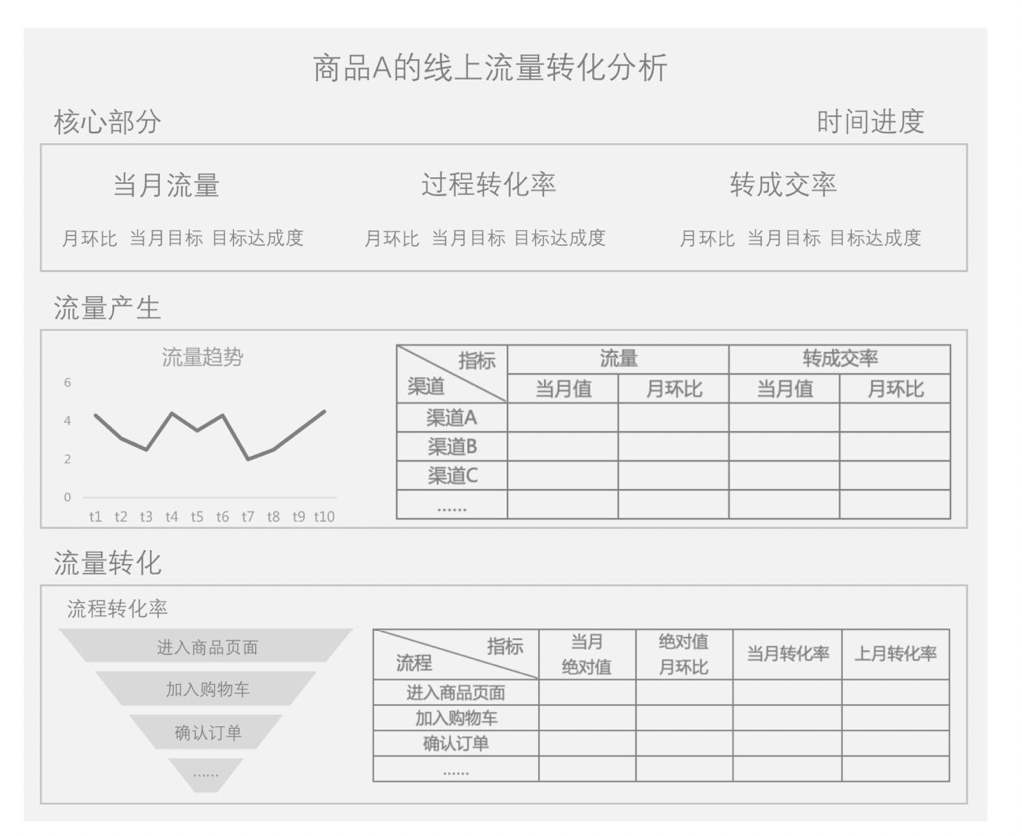 商品A的线上流量转化分析
核心部分 时间进度
当月流量 过程转化率 转成交率
月环比 当月目标 目标达成度 月环比 当月目标 目标达成度 月环比 当月目标 目标达成度
流量产生
流量趋势
6
4
2
0
t1 t2 t3 t4 t5 t6 t7 t8 t9 t10
指标 流量 转成交率
渠道 当月值 月环比 当月值 月环比
渠道A
渠道B
渠道C
……
流量转化
流程转化率
进入商品页面
加入购物车
确认订单
……
指标 当月 绝对值
流程 绝对值 月环比 当月转化率 上月转化率
进入商品页面
加入购物车
确认订单
……